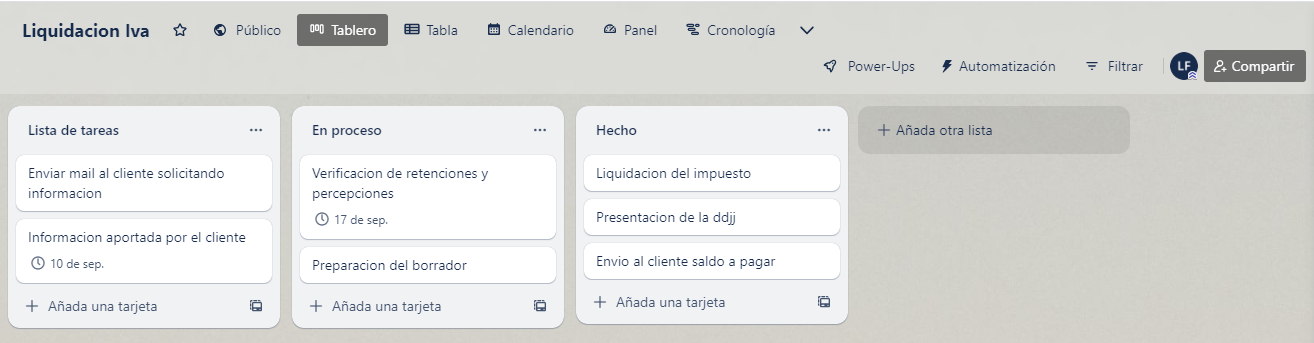 Liquidacion Iva
Público
Tablero
Tabla
Calendario
Panel
Cronología
Power-Ups
Automatización
Filtrar
LF
Compartir
Lista de tareas
Enviar mail al cliente solicitando
informacion
Informacion aportada por el cliente
10 de sep.
Añada una tarjeta
En proceso
Verificacion de retenciones y
percepciones
17 de sep.
Preparacion del borrador
Añada una tarjeta
Hecho
Liquidacion del impuesto
Presentacion de la ddjj
Envio al cliente saldo a pagar
Añada una tarjeta
Añada otra lista